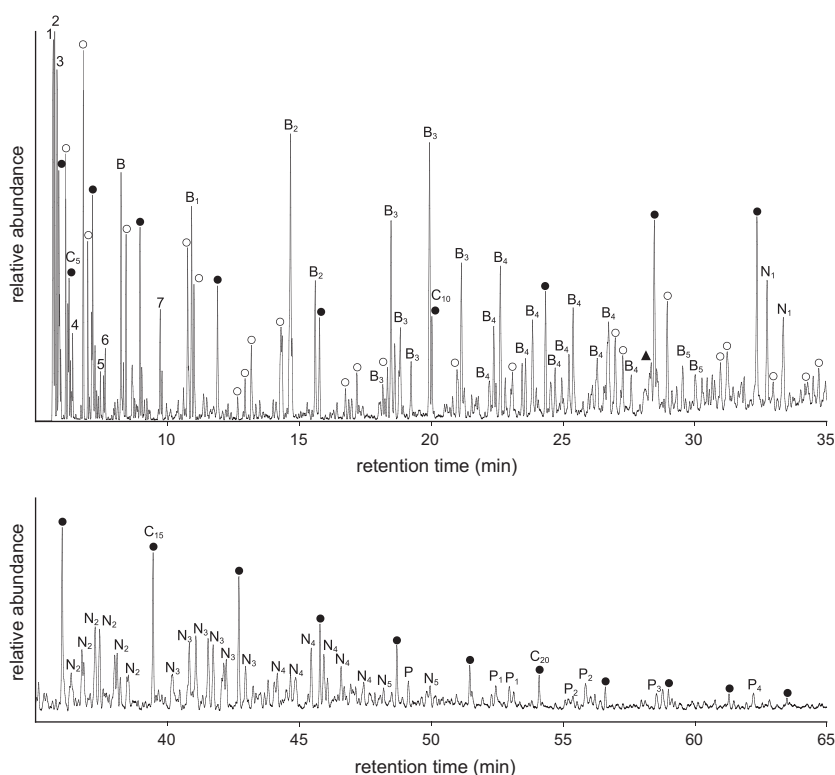 1 2
3
C₅
4
5
6
B
7
B₁
B₂
B₂
B₃
B₃
B₃
B₃
B₃
C₁₀
B₃
B₄
B₄
B₄
B₄
B₄
B₄
B₄
B₄
B₄
B₄
B₅
B₅
N₁
N₁
relative abundance
10 15 20 25 30 35
retention time (min)
N₂
N₂
N₂
N₂
N₂
N₂
C₁₅
N₃
N₃
N₃
N₃
N₃
N₃
N₄
N₄
N₄
N₄
N₄
N₄
N₅
P
N₅
P₁
P₁
C₂₀
P₂
P₂
P₃
P₄
relative abundance
40 45 50 55 60 65
retention time (min)